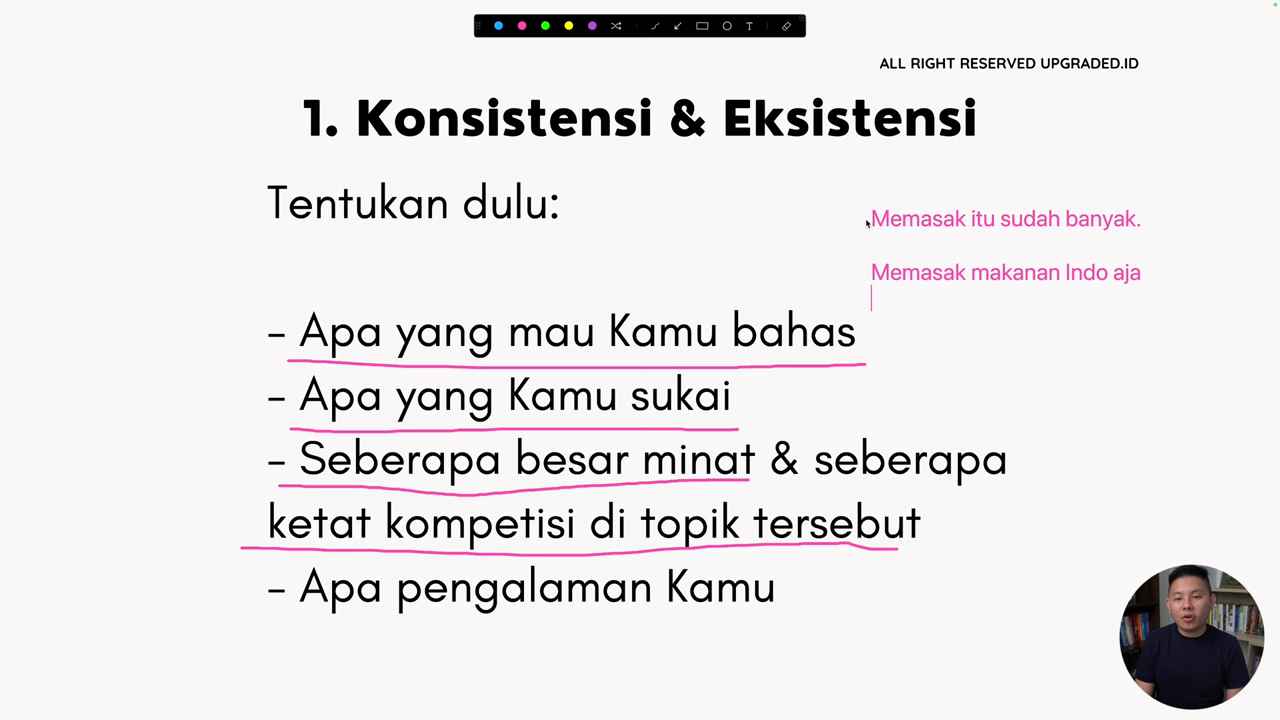 ALL RIGHT RESERVED UPGRADED.ID
1. Konsistensi & Eksistensi
Tentukan dulu:
Memasak itu sudah banyak.
Memasak makanan Indo aja
- Apa yang mau Kamu bahas
- Apa yang Kamu sukai
- Seberapa besar minat & seberapa
ketat kompetisi di topik tersebut
- Apa pengalaman Kamu